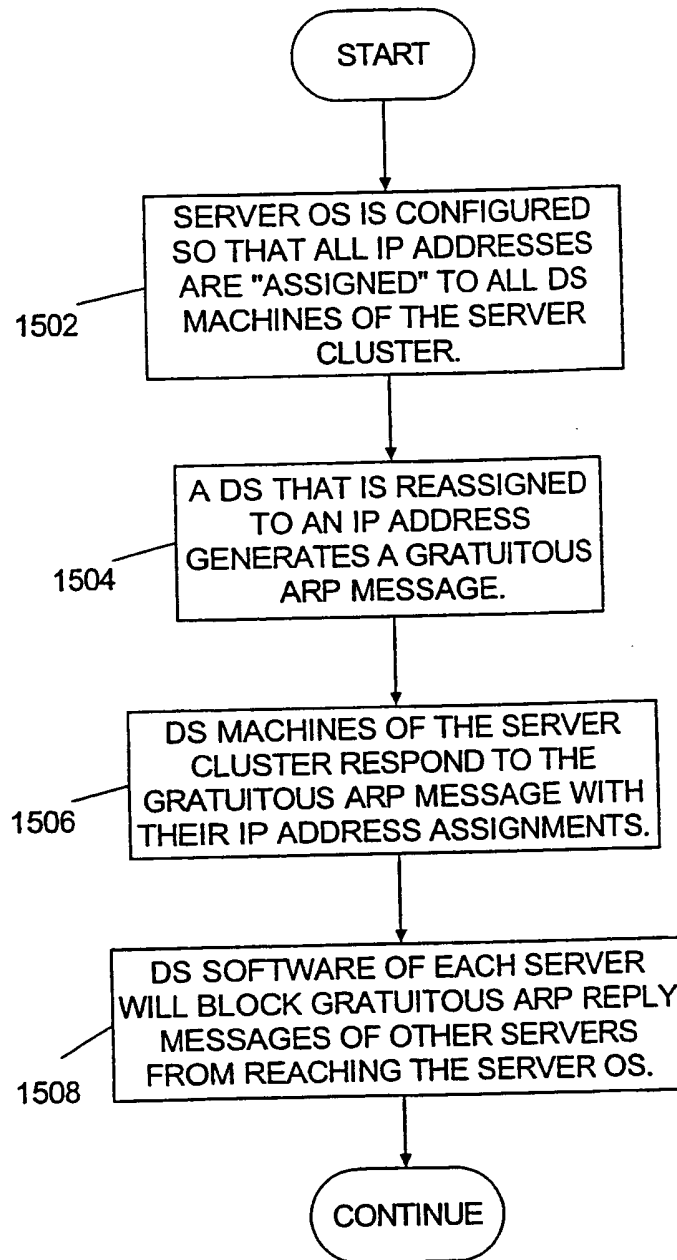 START
SERVER OS IS CONFIGURED
SO THAT ALL IP ADDRESSES
ARE "ASSIGNED" TO ALL DS
MACHINES OF THE SERVER
CLUSTER.
1502
A DS THAT IS REASSIGNED
TO AN IP ADDRESS
GENERATES A GRATUITOUS
ARP MESSAGE.
1504
DS MACHINES OF THE SERVER
CLUSTER RESPOND TO THE
GRATUITOUS ARP MESSAGE WITH
THEIR IP ADDRESS ASSIGNMENTS.
1506
DS SOFTWARE OF EACH SERVER
WILL BLOCK GRATUITOUS ARP REPLY
MESSAGES OF OTHER SERVERS
FROM REACHING THE SERVER OS.
1508
CONTINUE